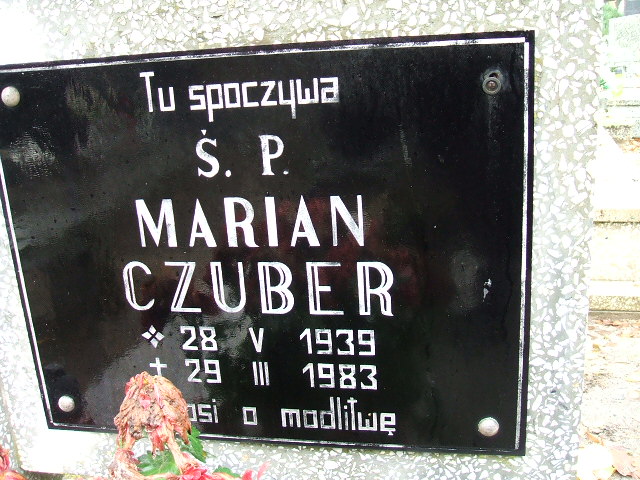 Tu spoczywa
Ś. P.
MARIAN
CZUBER
28 V 1939
† 29 III 1983
o modlitwę